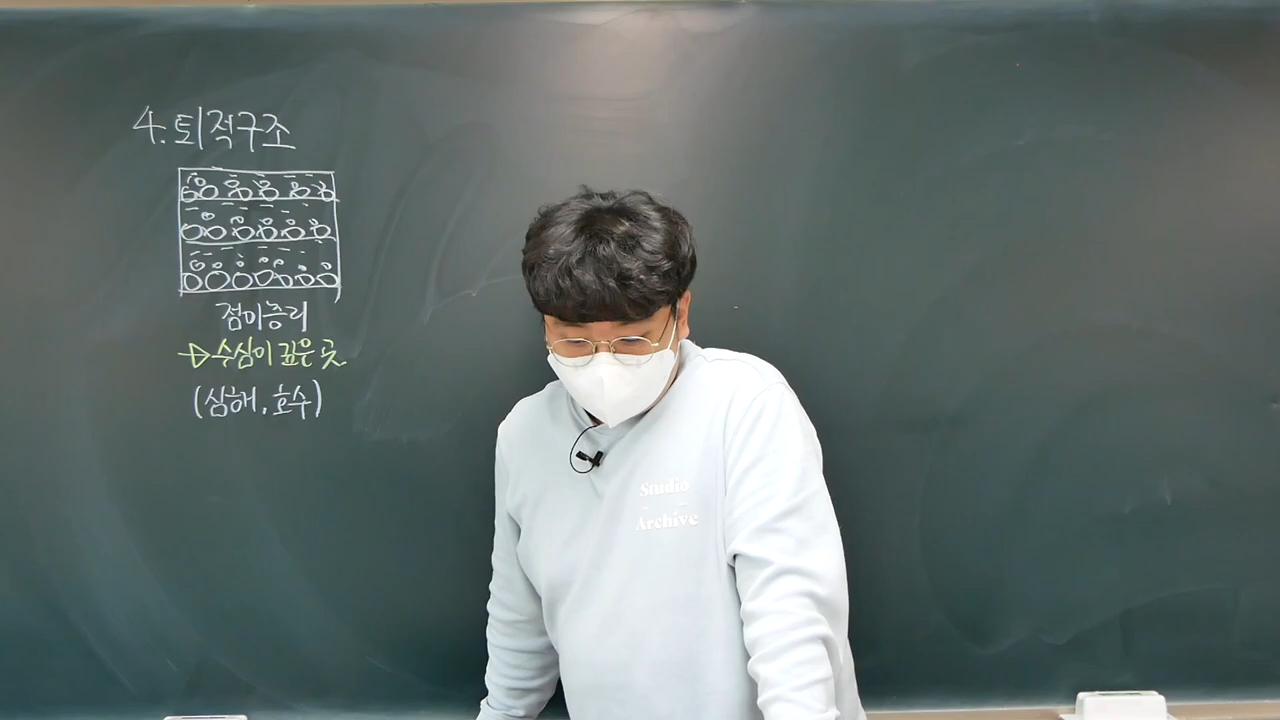 4. 퇴적구조
점이층리
→수심이 깊은 곳.
(심해, 호수)
Studio
Archive